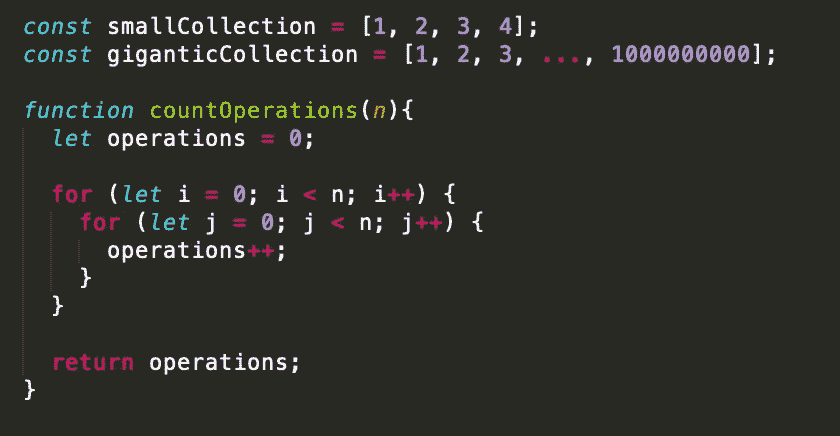 const smallCollection = [1, 2, 3, 4];
const giganticCollection = [1, 2, 3, ..., 1000000000];
function countOperations(n){
let operations = 0;
for (let i = 0; i < n; i++) {
for (let j = 0; j < n; j++) {
operations++;
}
}
return operations;
}